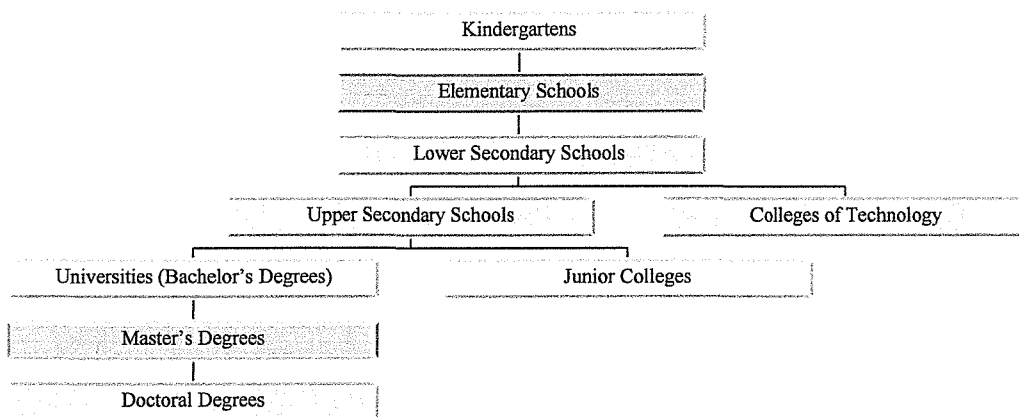 Kindergartens
Elementary Schools
Lower Secondary Schools
Upper Secondary Schools
Colleges of Technology
Universities (Bachelor's Degrees)
Junior Colleges
Master's Degrees
Doctoral Degrees